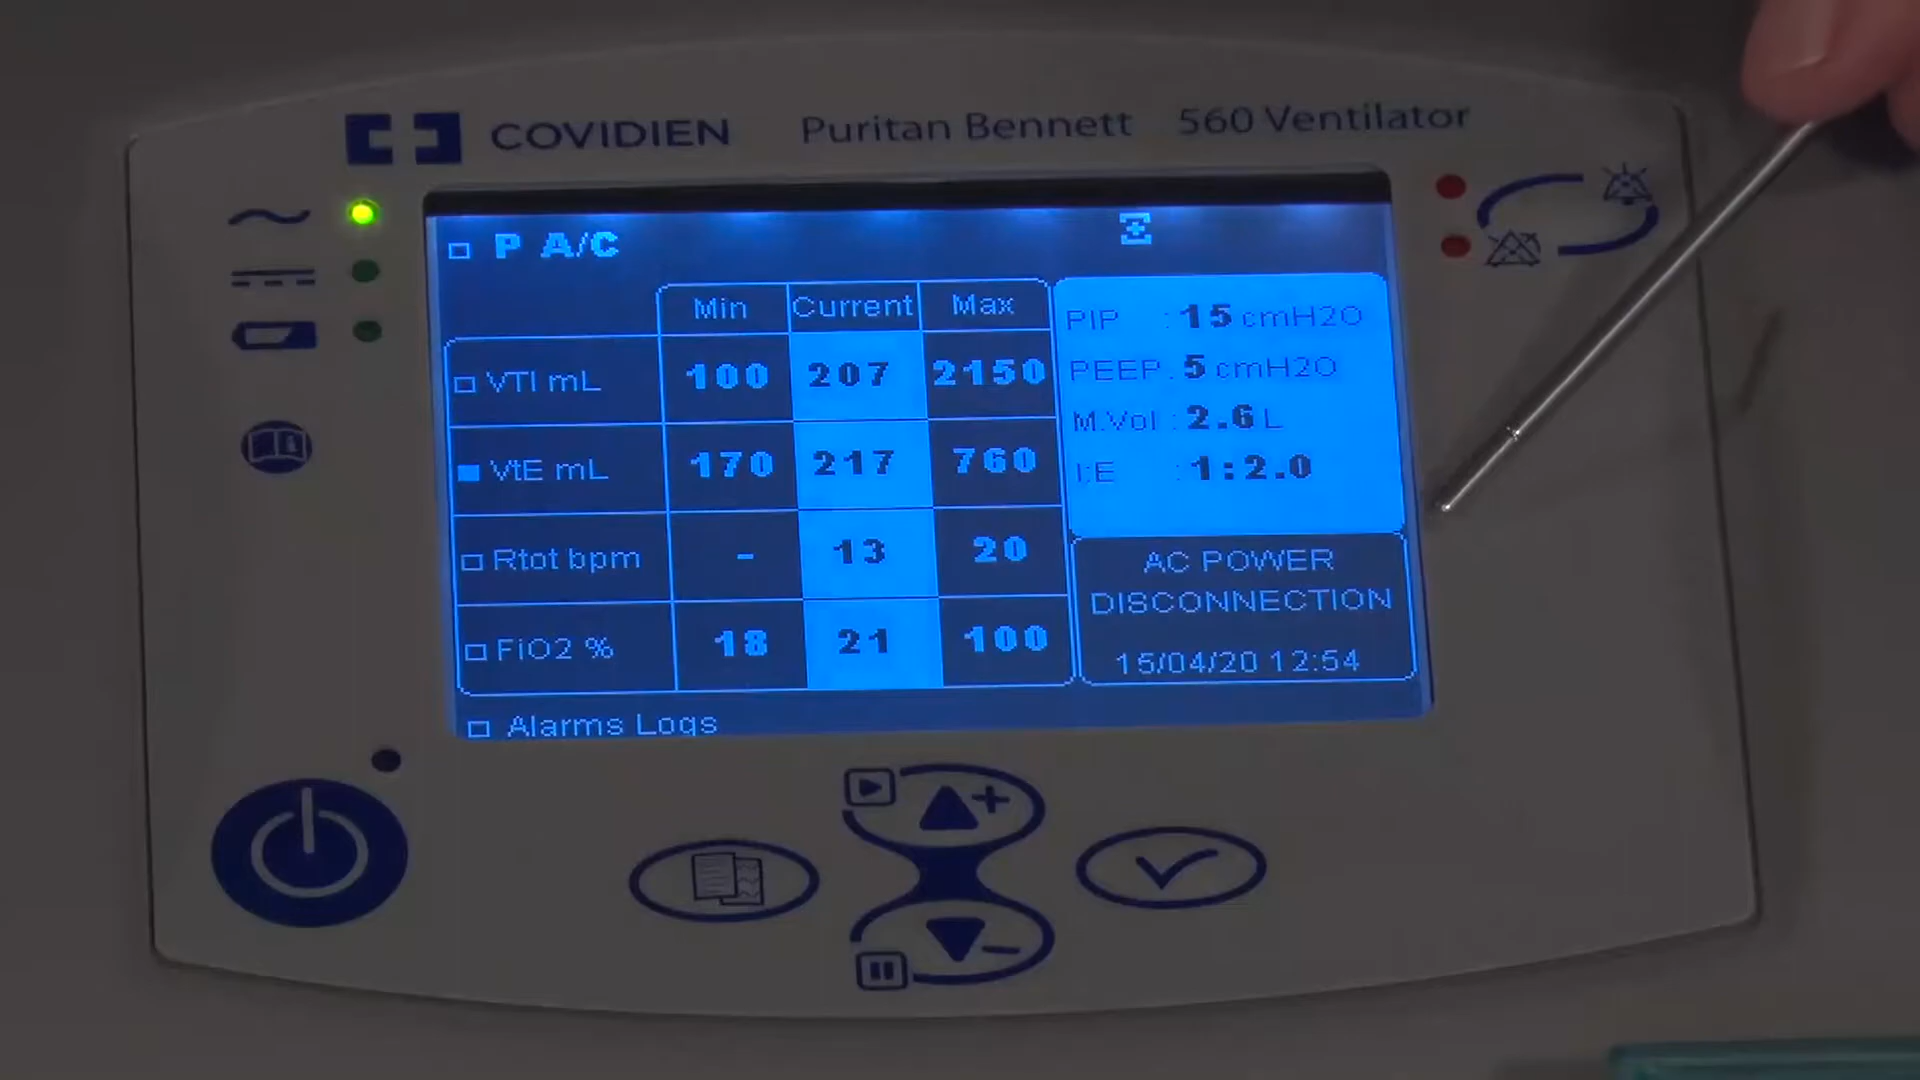 COVIDIEN Puritan Bennett 560 Ventilator
P A/C
Min Current Max
VTI mL 100 207 2150
VtE mL 170 217 760
Rtot bpm - 13 20
FiO2 % 18 21 100
PIP : 15 cmH2O
PEEP: 5 cmH2O
M.Vol : 2.6 L
I:E : 1:2.0
AC POWER
DISCONNECTION
15/04/20 12:54
Alarms Logs